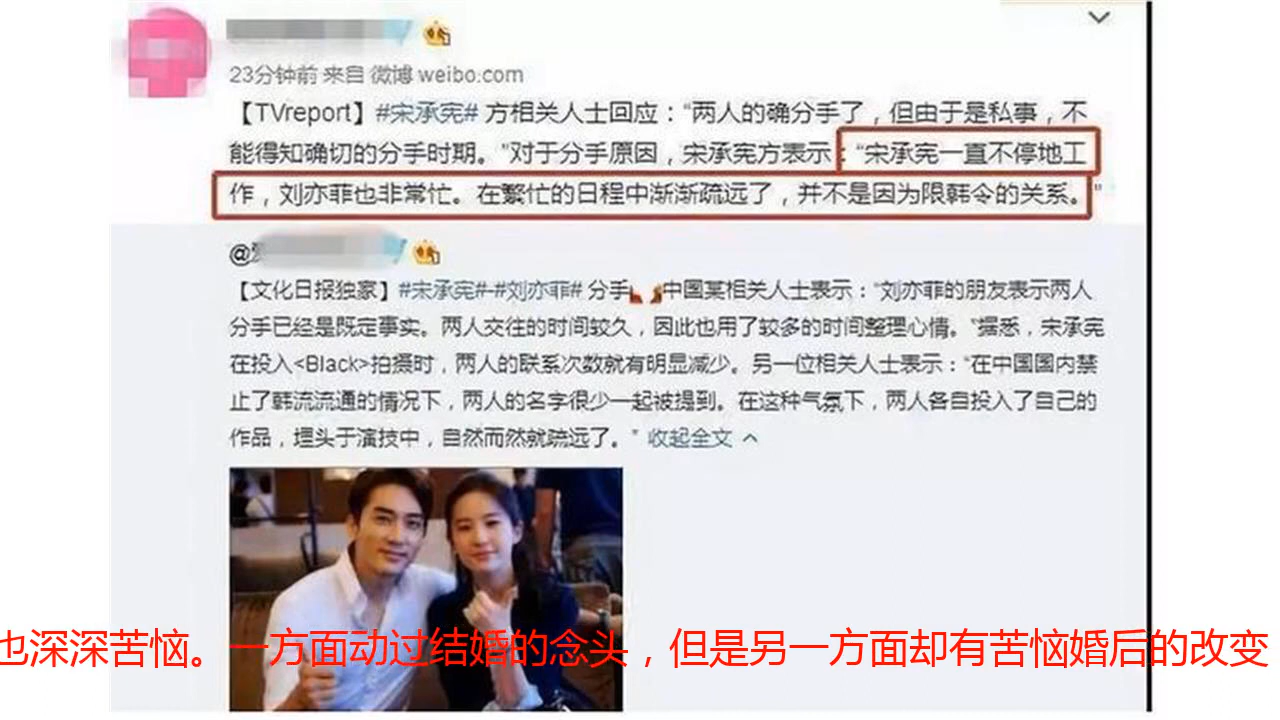 23分钟前 来自 微博 weibo.com
【TVreport】#宋承宪# 方相关人士回应：“两人的确分手了，但由于是私事，不
能得知确切的分手时期。”对于分手原因，宋承宪方表示：“宋承宪一直不停地工
作，刘亦菲也非常忙。在繁忙的日程中渐渐疏远了，并不是因为限韩令的关系。”
@
【文化日报独家】#宋承宪#-#刘亦菲# 分手 中国某相关人士表示：“刘亦菲的朋友表示两人
分手已经是既定事实。两人交往的时间较久，因此也用了较多的时间整理心情。”据悉，宋承宪
在投入<Black>拍摄时，两人的联系次数就有明显减少。另一位相关人士表示：“在中国国内禁
止了韩流流通的情况下，两人的名字很少一起被提到。在这种气氛下，两人各自投入了自己的
作品，埋头于演技中，自然而然就疏远了。” 收起全文
也深深苦恼。一方面动过结婚的念头，但是另一方面却有苦恼婚后的改变